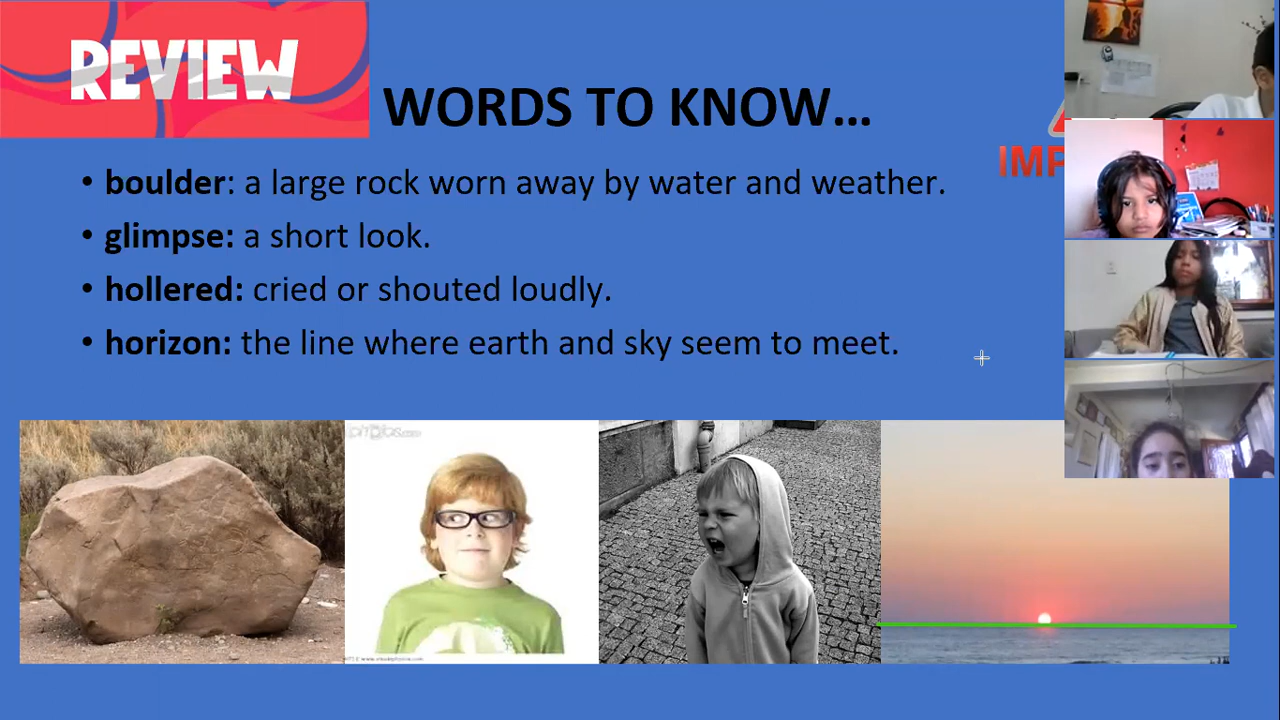 REVIEW
WORDS TO KNOW...
IMP
• boulder: a large rock worn away by water and weather.
• glimpse: a short look.
• hollered: cried or shouted loudly.
• horizon: the line where earth and sky seem to meet.